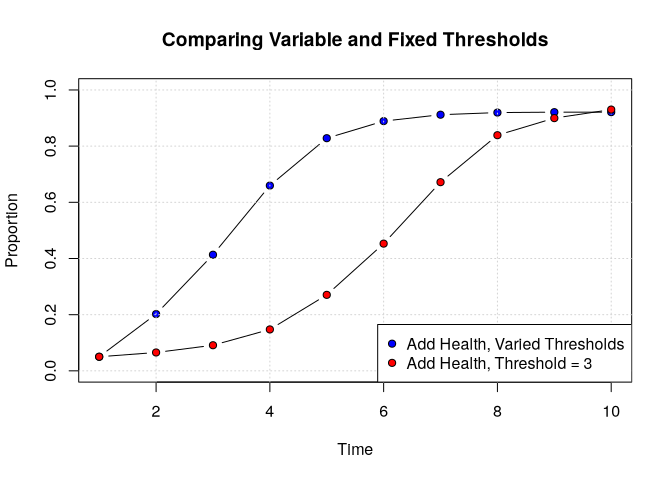 Comparing Variable and Fixed Thresholds
1.0
0.8
0.6
0.4
0.2
0.0
Proportion
Add Health, Varied Thresholds
Add Health, Threshold = 3
2 4 6 8 10
Time